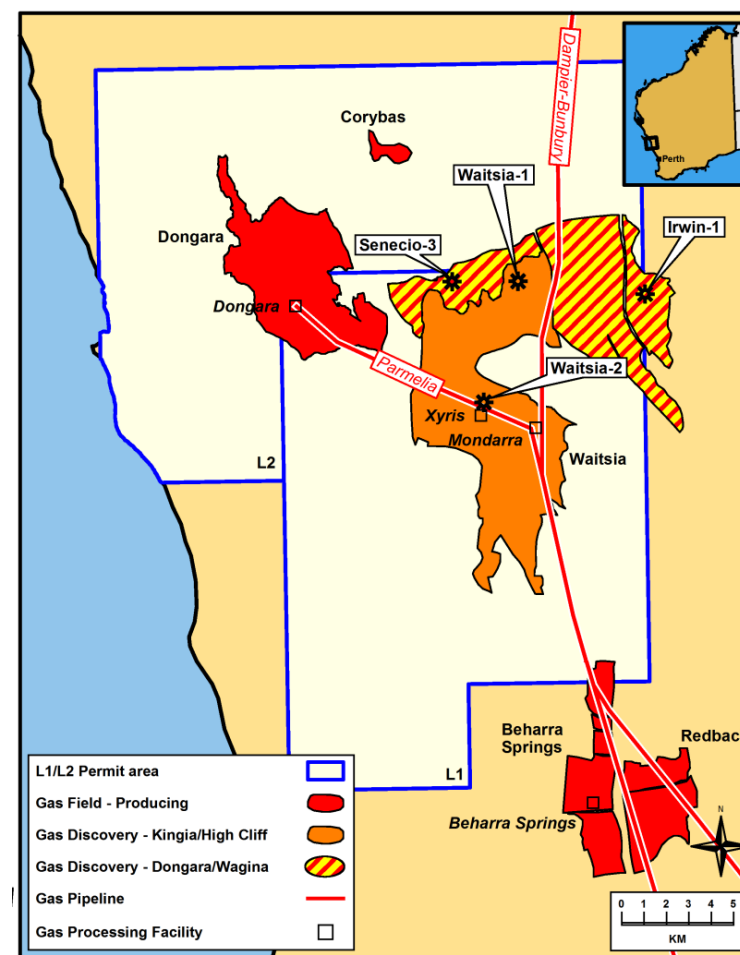 Corybas
Dampier-Bunbury
Perth
Waitsia-1
Dongara
Senecio-3
Irwin-1
Dongara
Parmelia
Waitsia-2
Xyris
Mondarra
Waitsia
L2
Beharra
Springs
Redback
L1
Beharra Springs
L1/L2 Permit area
Gas Field - Producing
Gas Discovery - Kingia/High Cliff
Gas Discovery - Dongara/Wagina
Gas Pipeline
Gas Processing Facility
N
0 1 2 3 4 5
KM